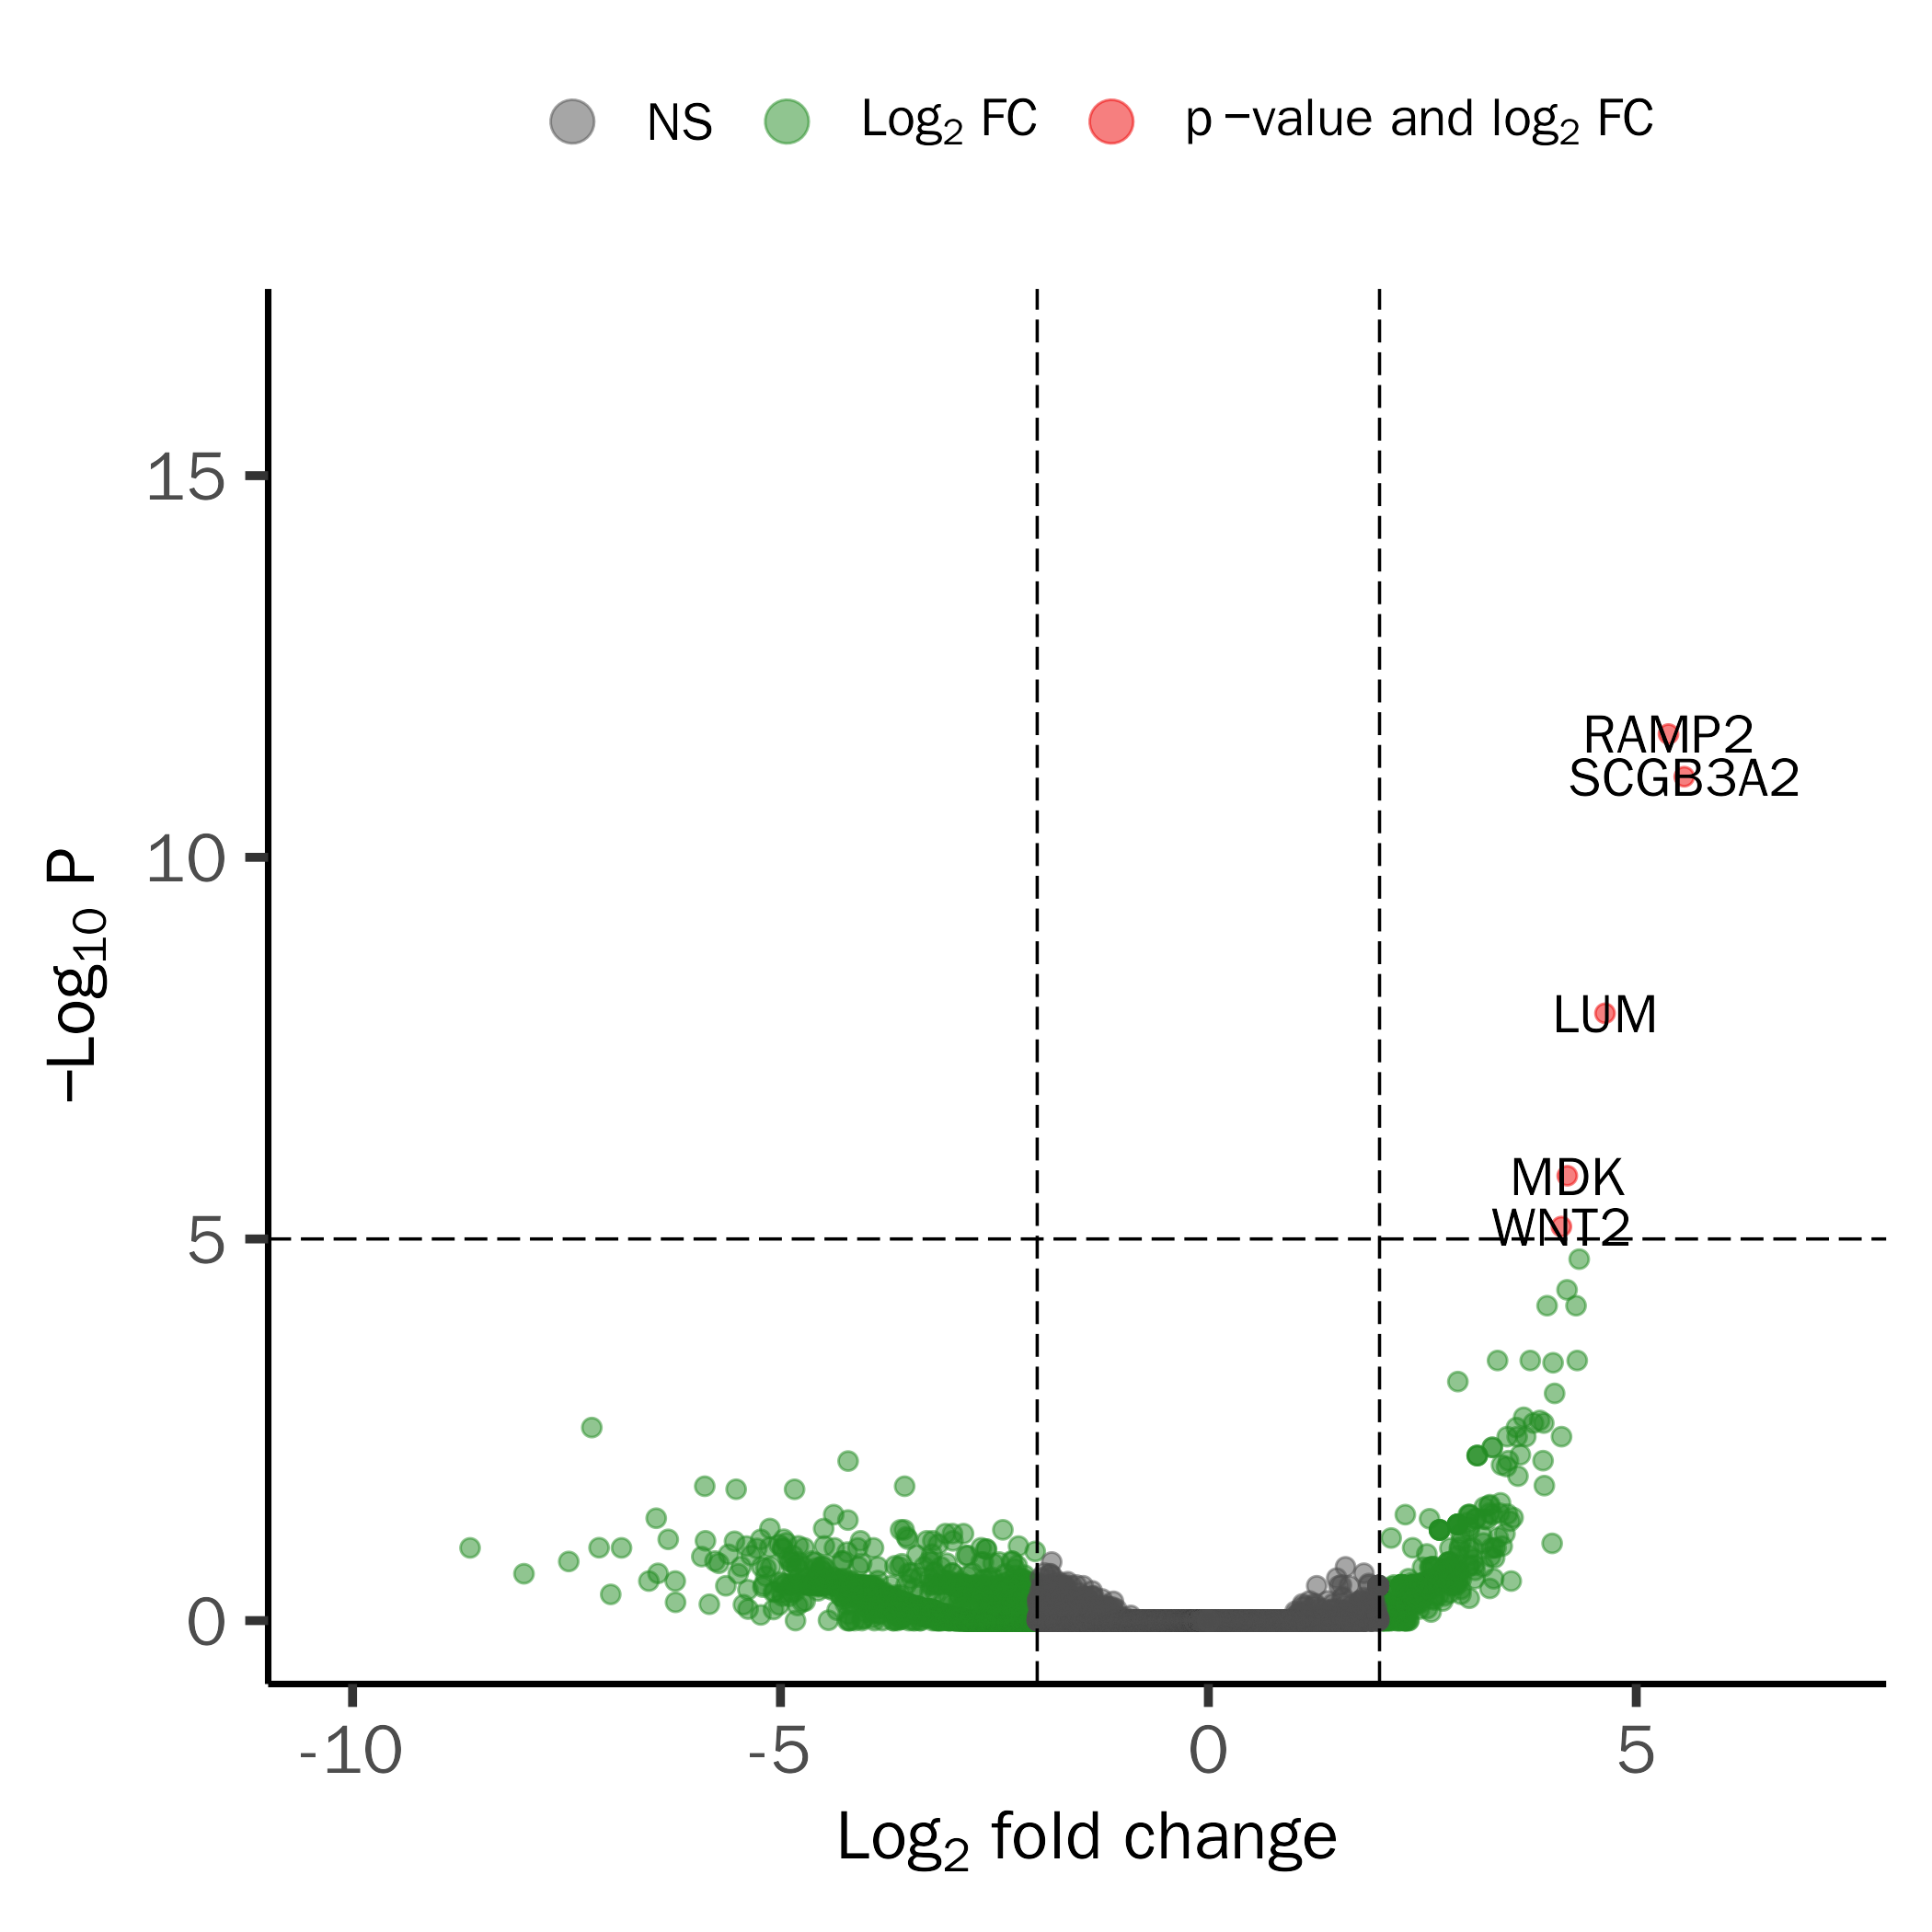 NS Log₂ FC p −value and log₂ FC
15
10
5
0
−Log₁₀ P
RAMP2
SCGB3A2
LUM
MDK
WNT2
-10 -5 0 5
Log₂ fold change